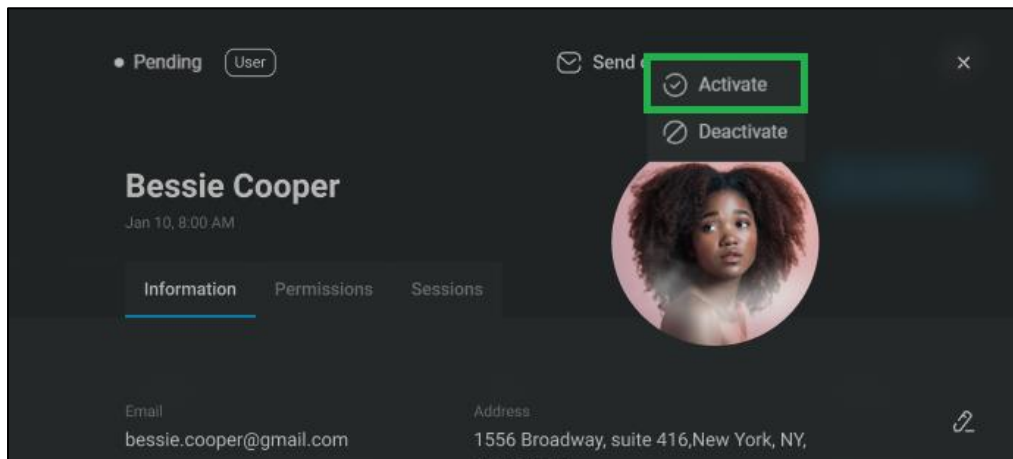 Pending
User
Send
Activate
Deactivate
Bessie Cooper
Jan 10, 8:00 AM
Information Permissions Sessions
Email
bessie.cooper@gmail.com
Address
1556 Broadway, suite 416,New York, NY,